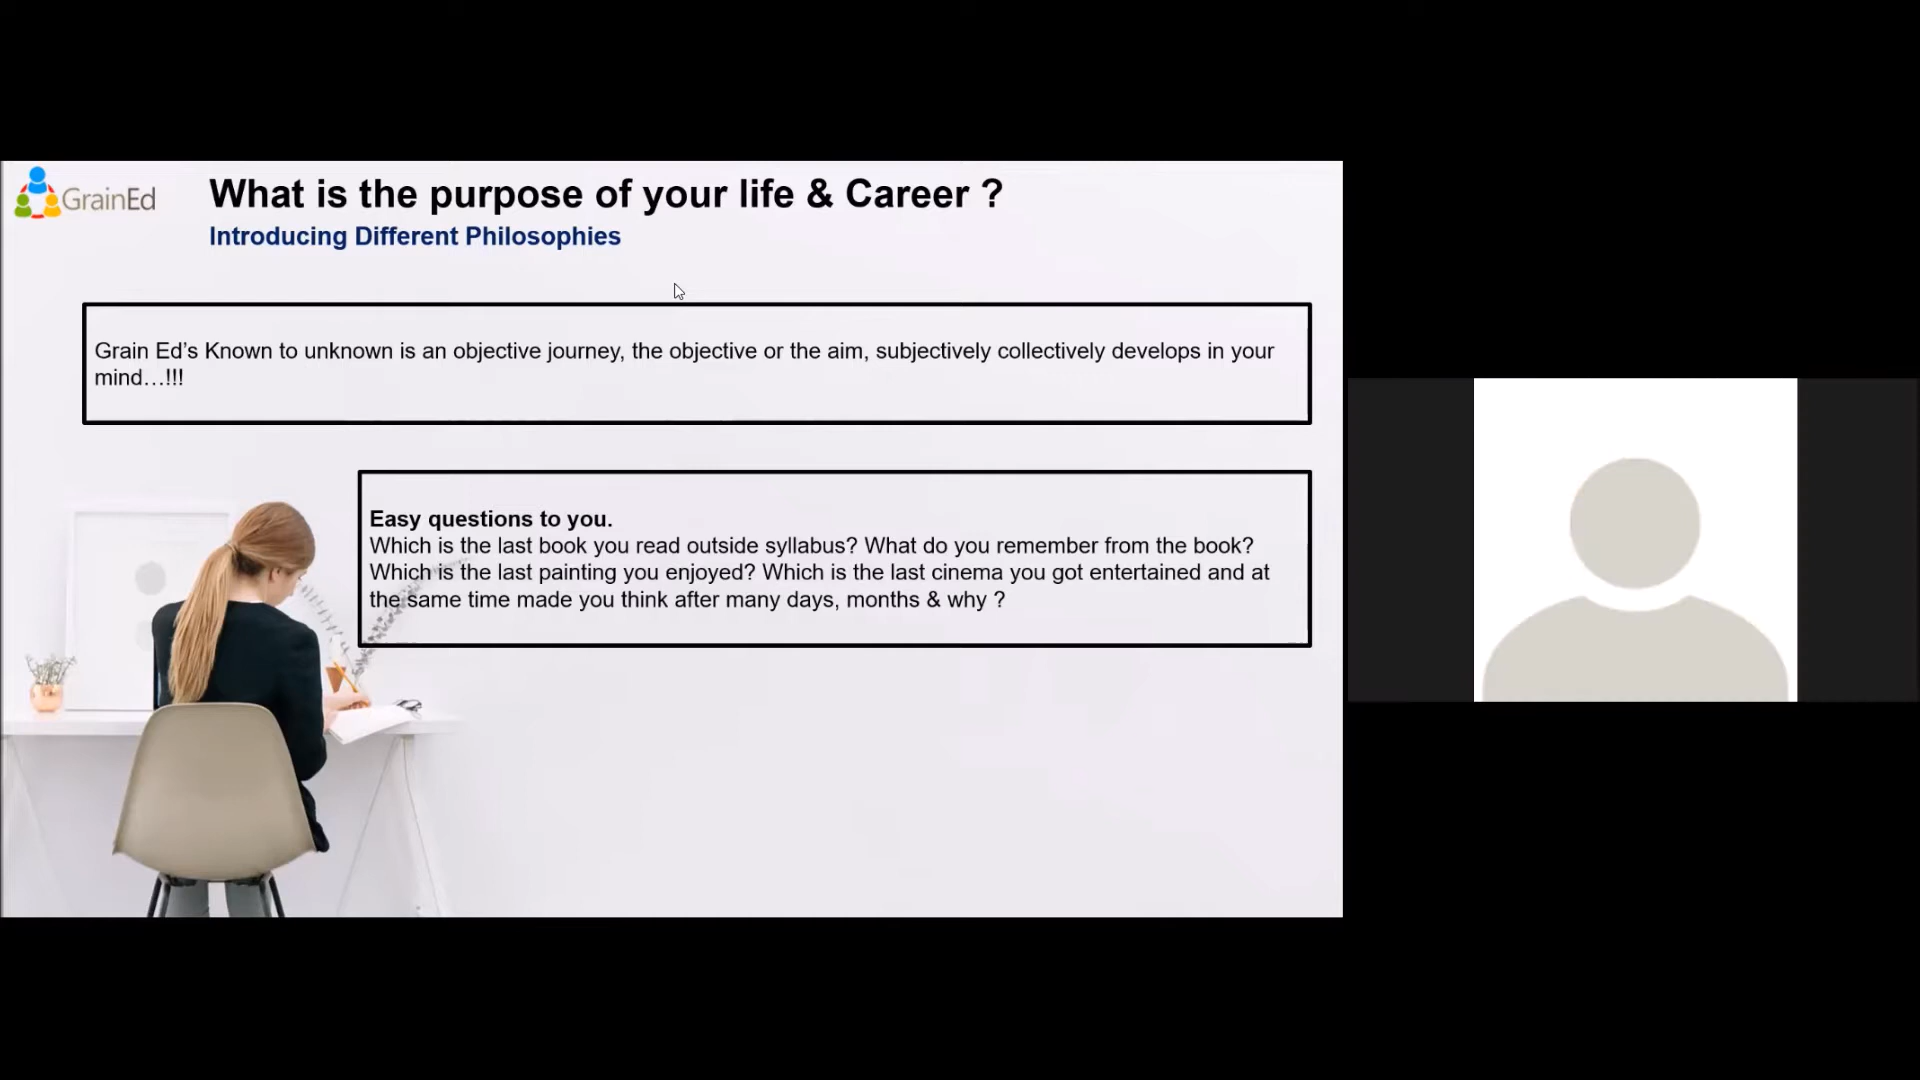 GrainEd
What is the purpose of your life & Career ?
Introducing Different Philosophies
Grain Ed’s Known to unknown is an objective journey, the objective or the aim, subjectively collectively develops in your
mind…!!!
Easy questions to you.
Which is the last book you read outside syllabus? What do you remember from the book?
Which is the last painting you enjoyed? Which is the last cinema you got entertained and at
the same time made you think after many days, months & why ?